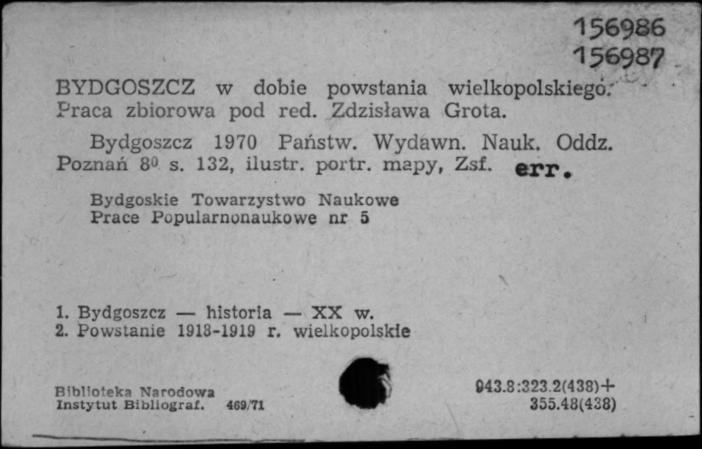 156986
156987
BYDGOSZCZ w dobie powstania wielkopolskiego.
Praca zbiorowa pod red. Zdzisława Grota.
Bydgoszcz 1970 Państw. Wydawn. Nauk. Oddz.
Poznań 8⁰ s. 132, ilustr. portr. mapy, Zsf. err.
Bydgoskie Towarzystwo Naukowe
Prace Popularnonaukowe nr 5
1. Bydgoszcz — historia — XX w.
2. Powstanie 1918-1919 r. wielkopolskie
Biblioteka Narodowa
Instytut Bibliograf. 469/71
943.8:323.2(438)+
355.48(438)